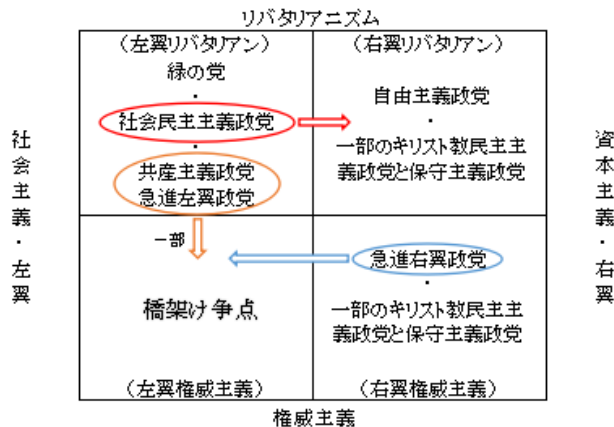 リバタリアニズム
（左翼リバタリアン）
緑の党
・
社会民主主義政党
・
共産主義政党
急進左翼政党
（右翼リバタリアン）
自由主義政党
・
一部のキリスト教民主主
義政党と保守主義政党
社会主義・左翼
資本主義・右翼
一部
橋架け争点
（左翼権威主義）
急進右翼政党
・
一部のキリスト教民主主
義政党と保守主義政党
（右翼権威主義）
権威主義